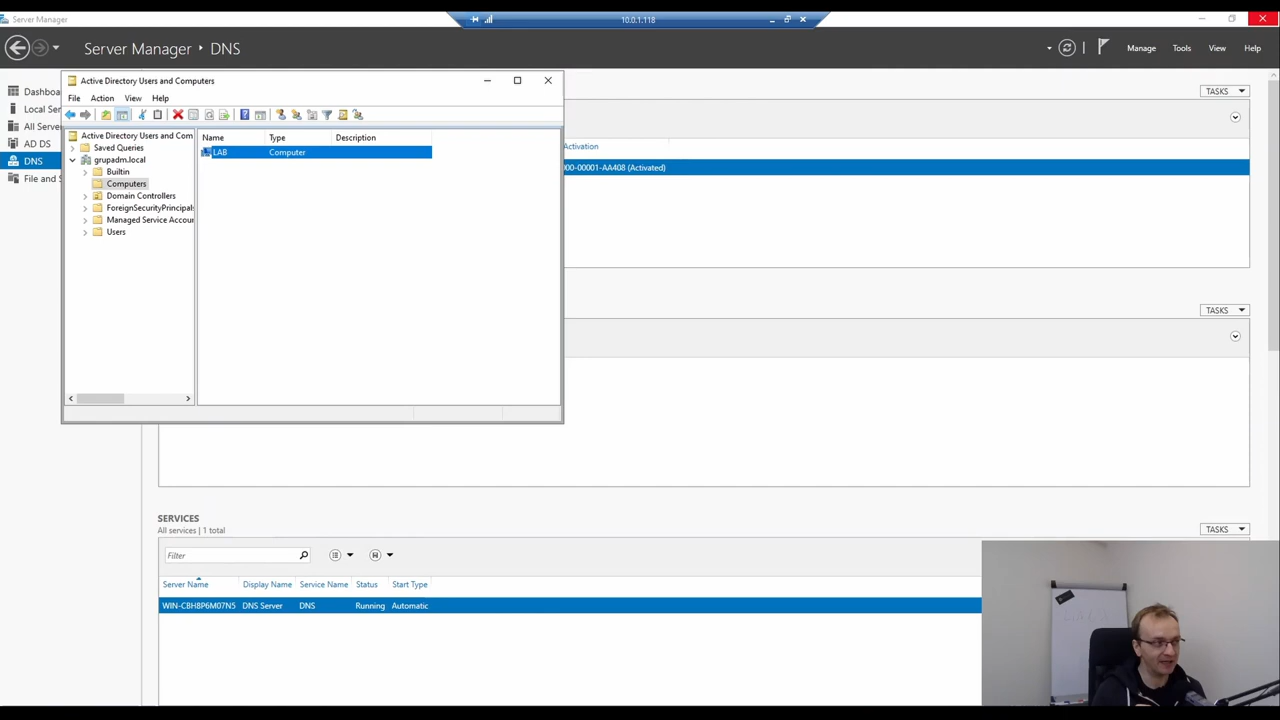 Server Manager
10.0.1.118
Server Manager • DNS
Manage Tools View Help
Dashboa
Local Ser
All Serve
AD DS
DNS
File and S
Active Directory Users and Computers
File Action View Help
Active Directory Users and Com
Saved Queries
grupadm.local
Builtin
Computers
Domain Controllers
ForeignSecurityPrincipals
Managed Service Accour
Users
Name Type Description
LAB Computer
TASKS
Activation
000-00001-AA408 (Activated)
TASKS
SERVICES
All services | 1 total
TASKS
Filter
Server Name Display Name Service Name Status Start Type
WIN-CBH8P6M07N5 DNS Server DNS Running Automatic